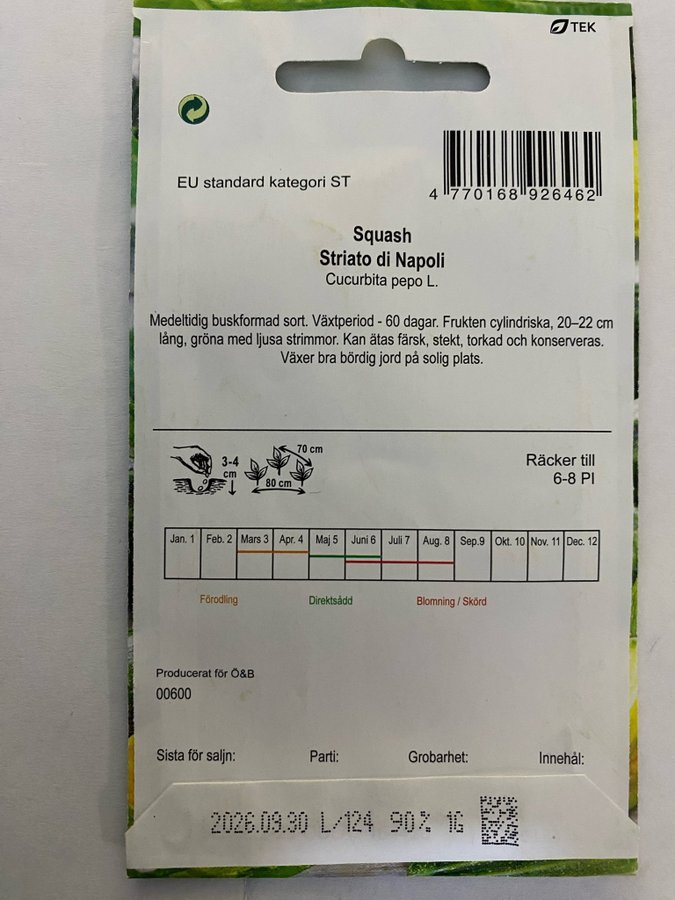 TEK
EU standard kategori ST
4 770168 926462
Squash
Striato di Napoli
Cucurbita pepo L.
Medeltidig buskformad sort. Växtperiod - 60 dagar. Frukten cylindriska, 20–22 cm
lång, gröna med ljusa strimmor. Kan ätas färsk, stekt, torkad och konserveras.
Växer bra bördig jord på solig plats.
3-4
cm
70 cm
80 cm
Räcker till
6-8 Pl
Jan. 1 Feb. 2 Mars 3 Apr. 4 Maj 5 Juni 6 Juli 7 Aug. 8 Sep.9 Okt. 10 Nov. 11 Dec. 12
Förodling Direktsådd Blomning / Skörd
Producerat för Ö&B
00600
Sista för saljn: Parti: Grobarhet: Innehål:
2026.09.30 L/124 90% 1G